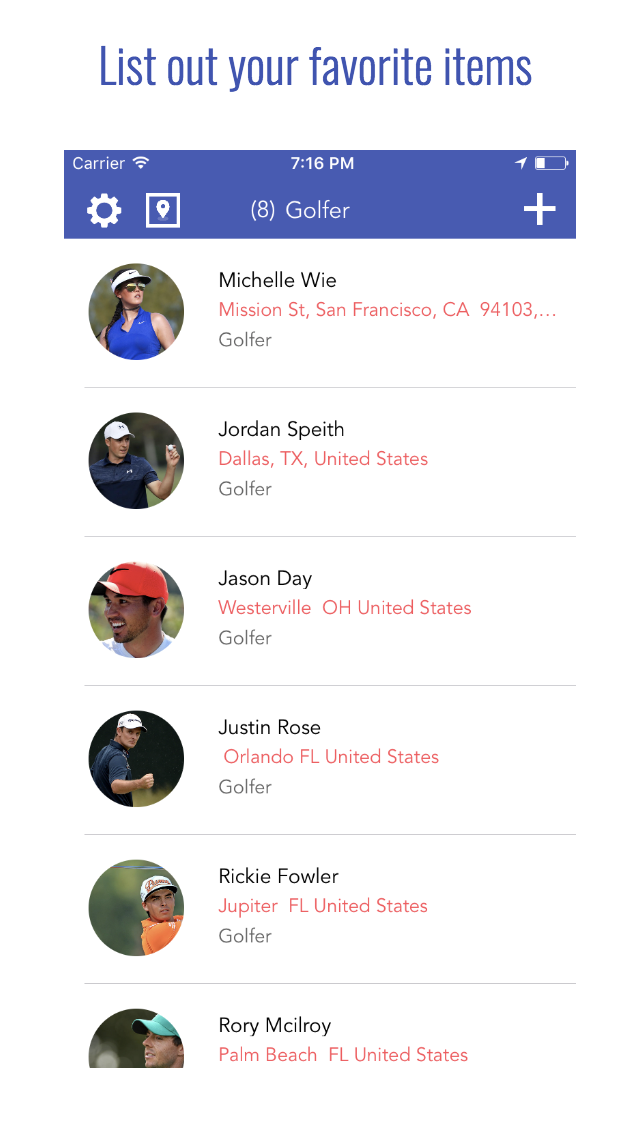 List out your favorite items
Carrier 7:16 PM
(8) Golfer
Michelle Wie
Mission St, San Francisco, CA 94103,...
Golfer
Jordan Speith
Dallas, TX, United States
Golfer
Jason Day
Westerville OH United States
Golfer
Justin Rose
Orlando FL United States
Golfer
Rickie Fowler
Jupiter FL United States
Golfer
Rory Mcilroy
Palm Beach FL United States